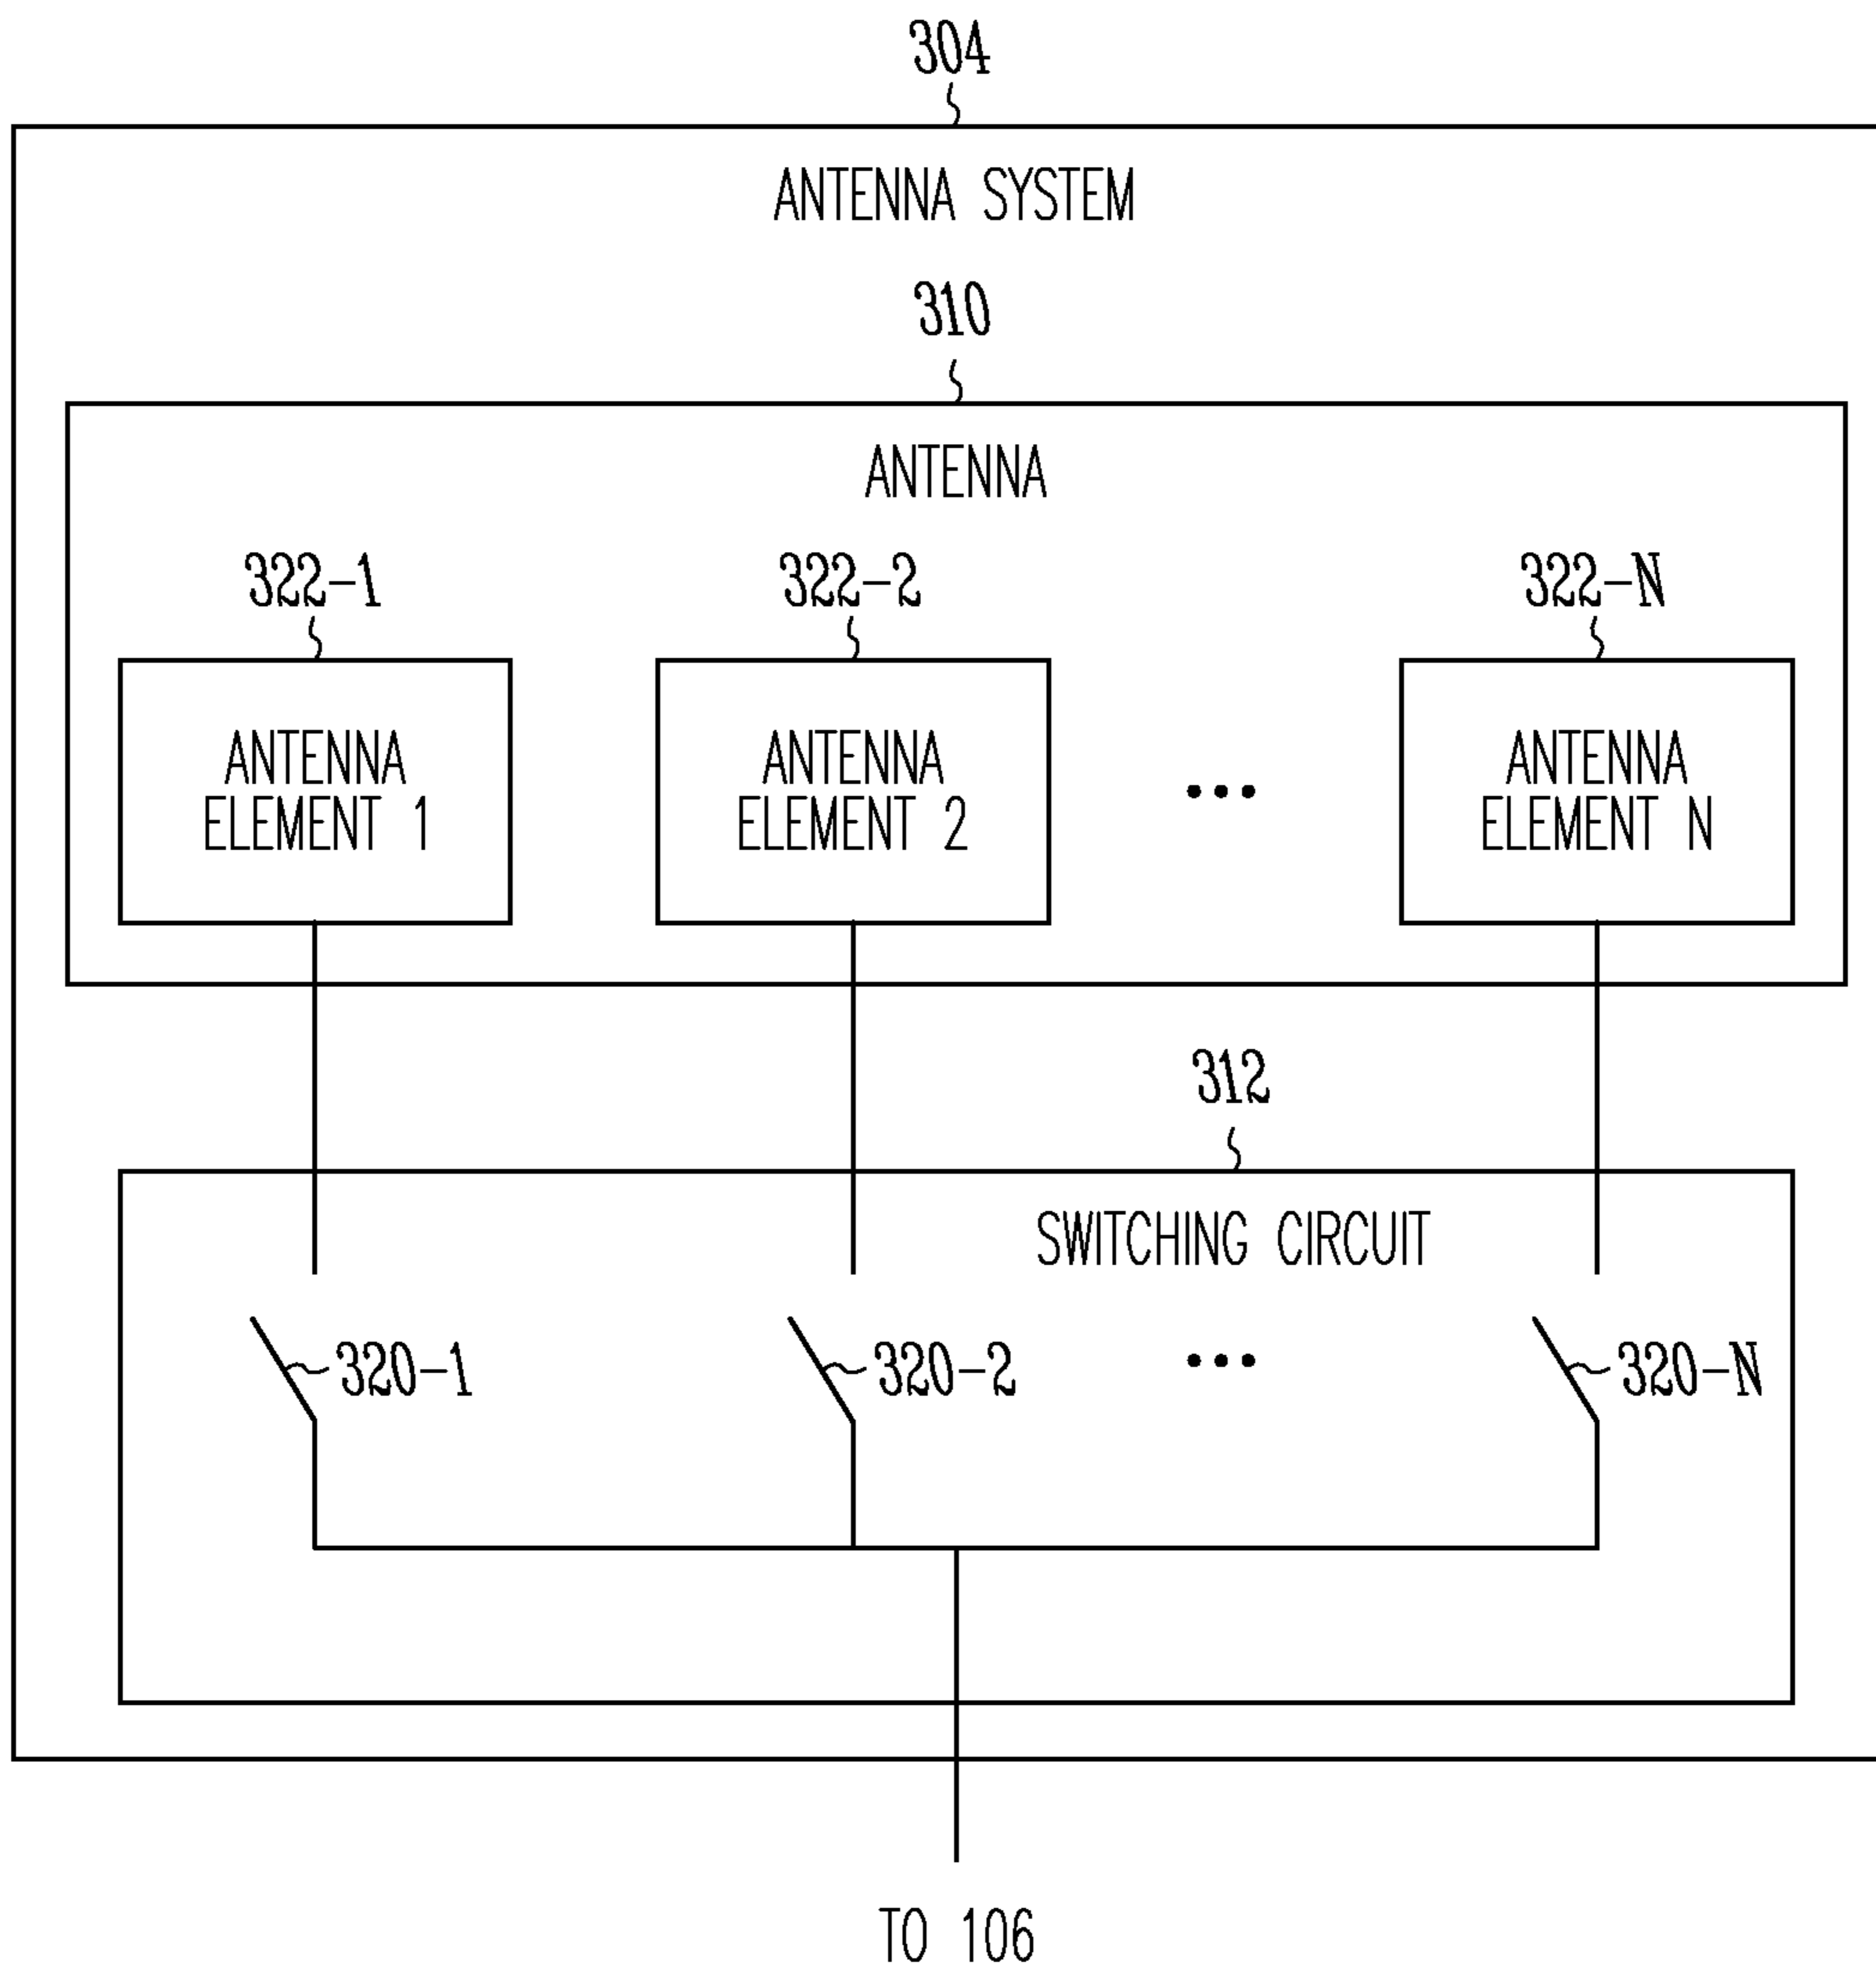 304
ANTENNA SYSTEM
310
ANTENNA
322-1 322-2 322-N
ANTENNA ELEMENT 1
ANTENNA ELEMENT 2
•••
ANTENNA ELEMENT N
312
SWITCHING CIRCUIT
320-1 320-2 ••• 320-N
TO 106